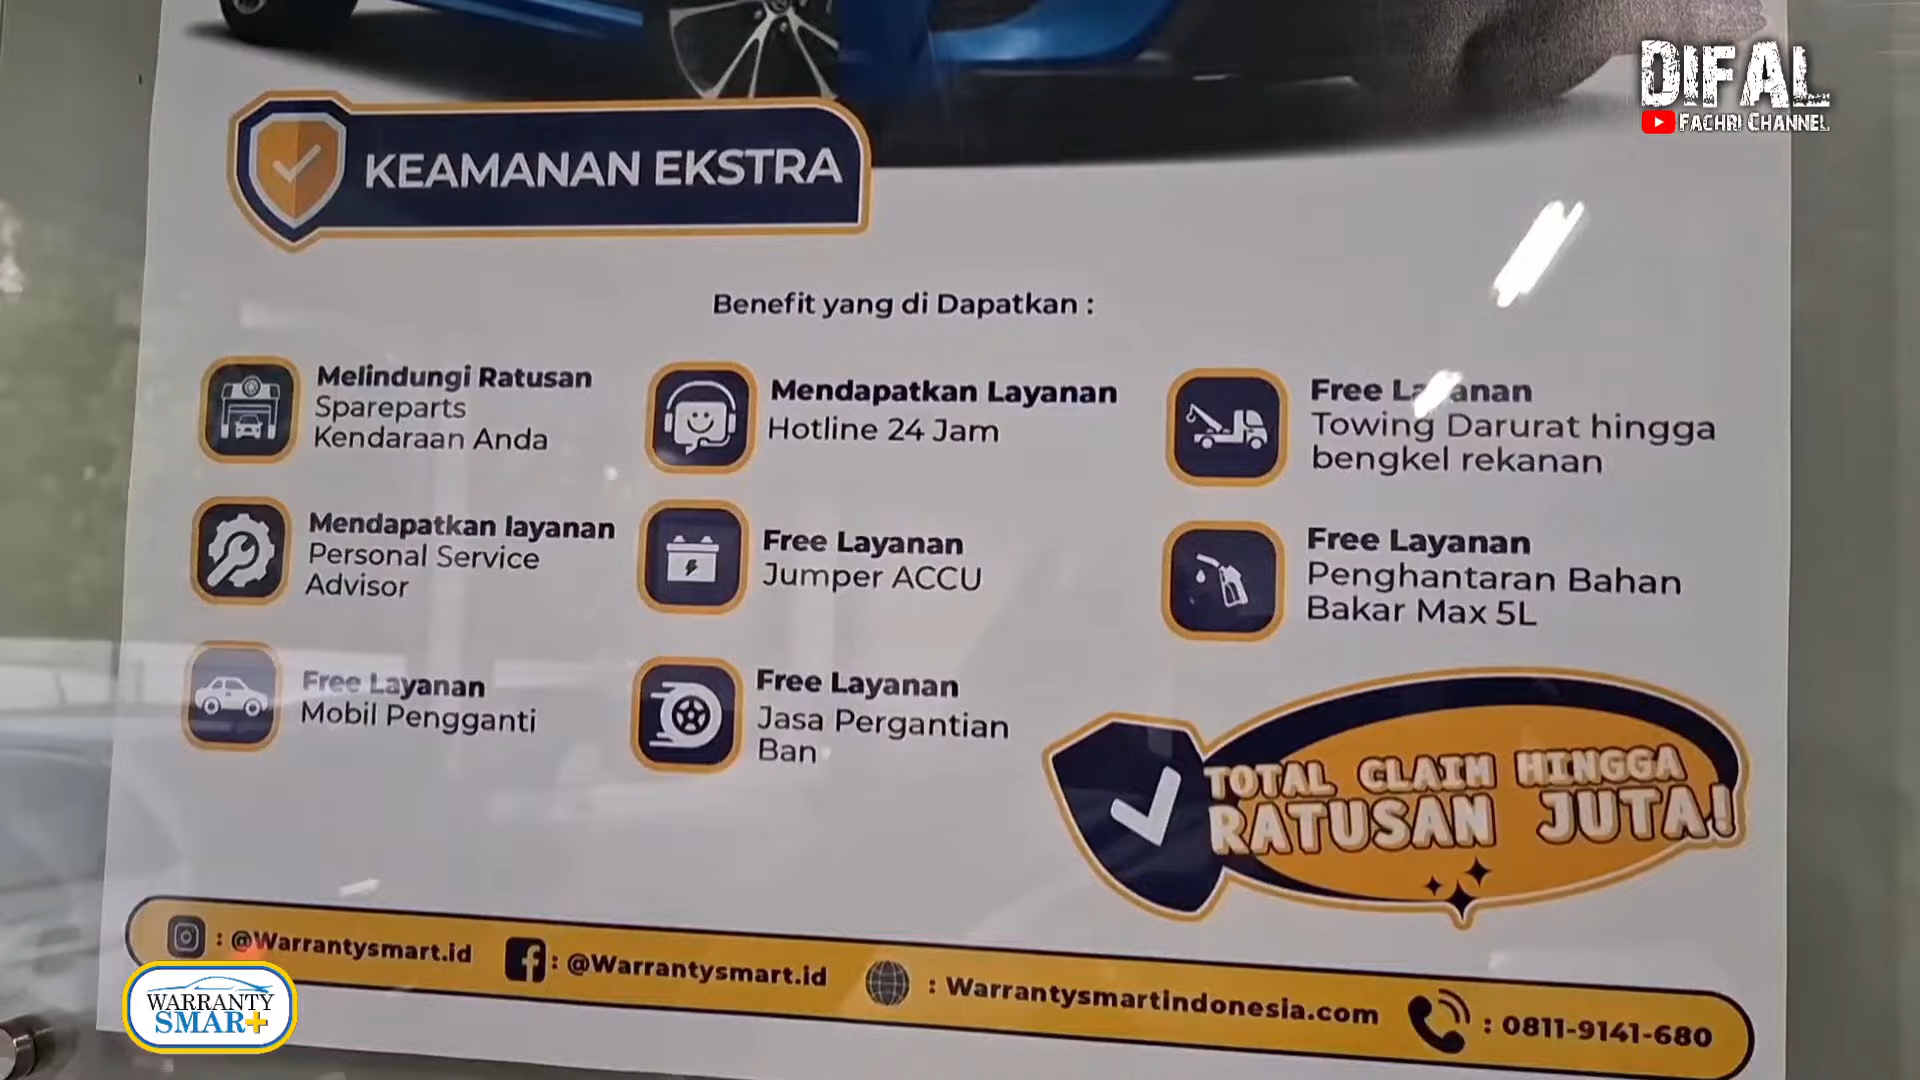 DIFAL
FACHRI CHANNEL
KEAMANAN EKSTRA
Benefit yang di Dapatkan :
Melindungi Ratusan
Spareparts
Kendaraan Anda
Mendapatkan Layanan
Hotline 24 Jam
Free Layanan
Towing Darurat hingga
bengkel rekanan
Mendapatkan layanan
Personal Service
Advisor
Free Layanan
Jumper ACCU
Free Layanan
Penghantaran Bahan
Bakar Max 5L
Free Layanan
Mobil Pengganti
Free Layanan
Jasa Pergantian
Ban
TOTAL CLAIM HINGGA
RATUSAN JUTA!
: @Warrantysmart.id
: @Warrantysmart.id
: Warrantysmartindonesia.com
: 0811-9141-680
WARRANTY
SMAR+